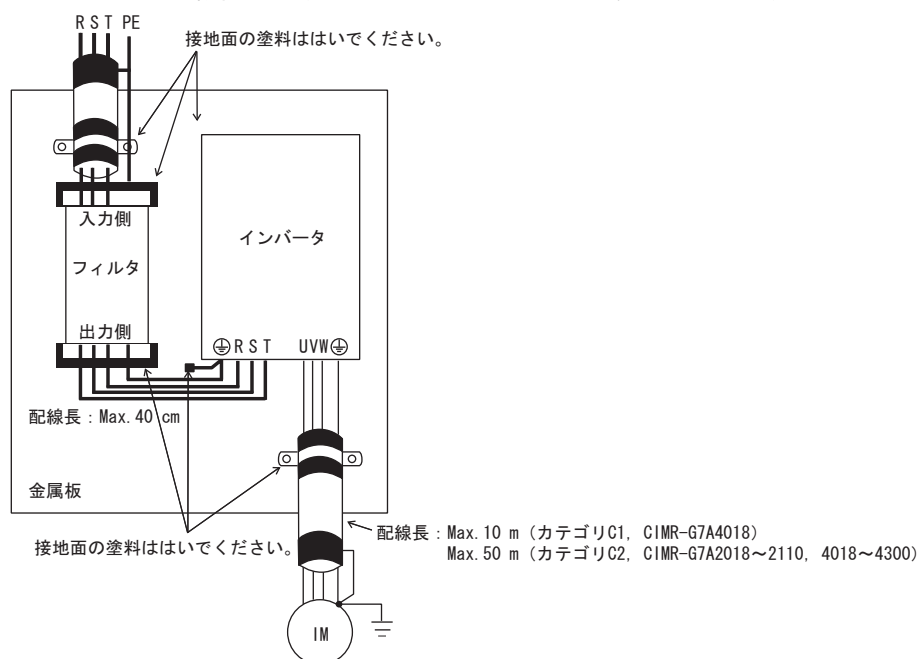 R S T PE
接地面の塗料ははいでください。
入力側
フィルタ
出力側
インバータ
R S T UVW
配線長：Max. 40 cm
金属板
接地面の塗料ははいでください。
配線長：Max. 10 m（カテゴリC1, CIMR-G7A4018）
Max. 50 m（カテゴリC2, CIMR-G7A2018～2110, 4018～4300）
IM